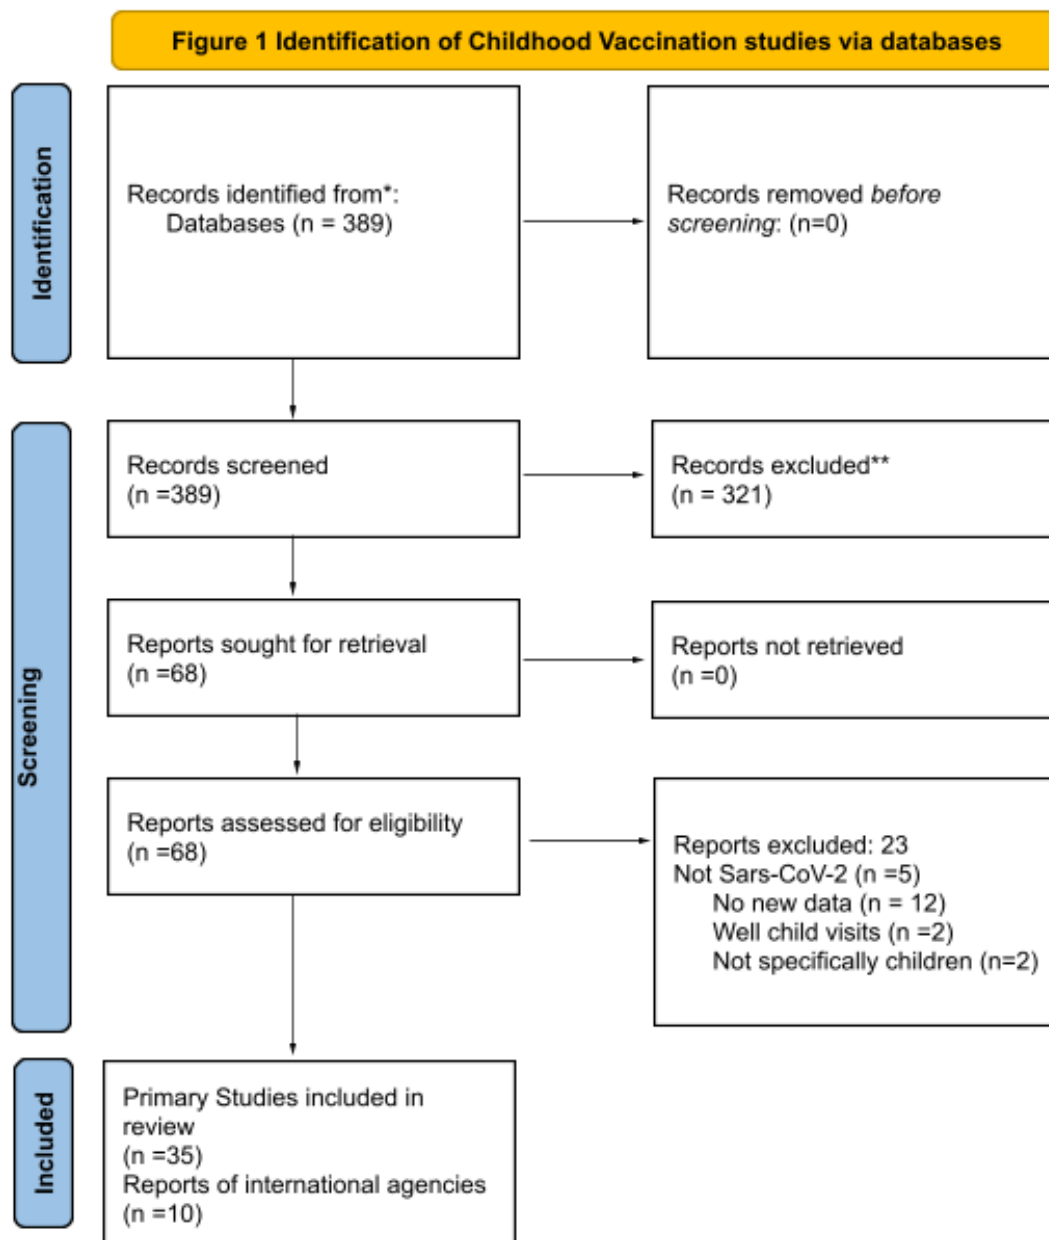 Figure 1 Identification of Childhood Vaccination studies via databases
Identification
Records identified from*:
Databases (n = 389)
Records removed before
screening: (n=0)
Screening
Records screened
(n =389)
Records excluded**
(n = 321)
Reports sought for retrieval
(n =68)
Reports not retrieved
(n =0)
Reports assessed for eligibility
(n =68)
Reports excluded: 23
Not Sars-CoV-2 (n =5)
No new data (n = 12)
Well child visits (n =2)
Not specifically children (n=2)
Included
Primary Studies included in
review
(n =35)
Reports of international agencies
(n =10)